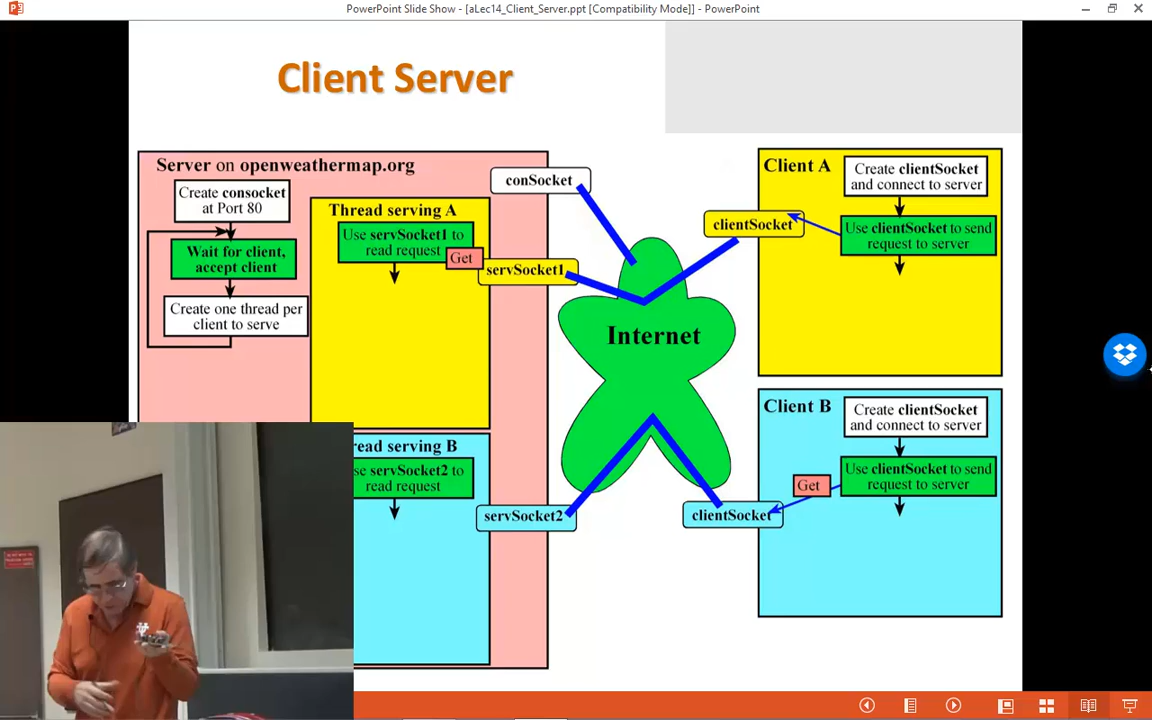 PowerPoint Slide Show - [aLec14_Client_Server.ppt [Compatibility Mode]] - PowerPoint
Client Server
Server on openweathermap.org
Create consocket
at Port 80
Wait for client,
accept client
Create one thread per
client to serve
Thread serving A
Use servSocket1 to
read request
Get
conSocket
servSocket1
Internet
clientSocket
Client A
Create clientSocket
and connect to server
Use clientSocket to send
request to server
read serving B
se servSocket2 to
read request
servSocket2
clientSocket
Client B
Create clientSocket
and connect to server
Get
Use clientSocket to send
request to server